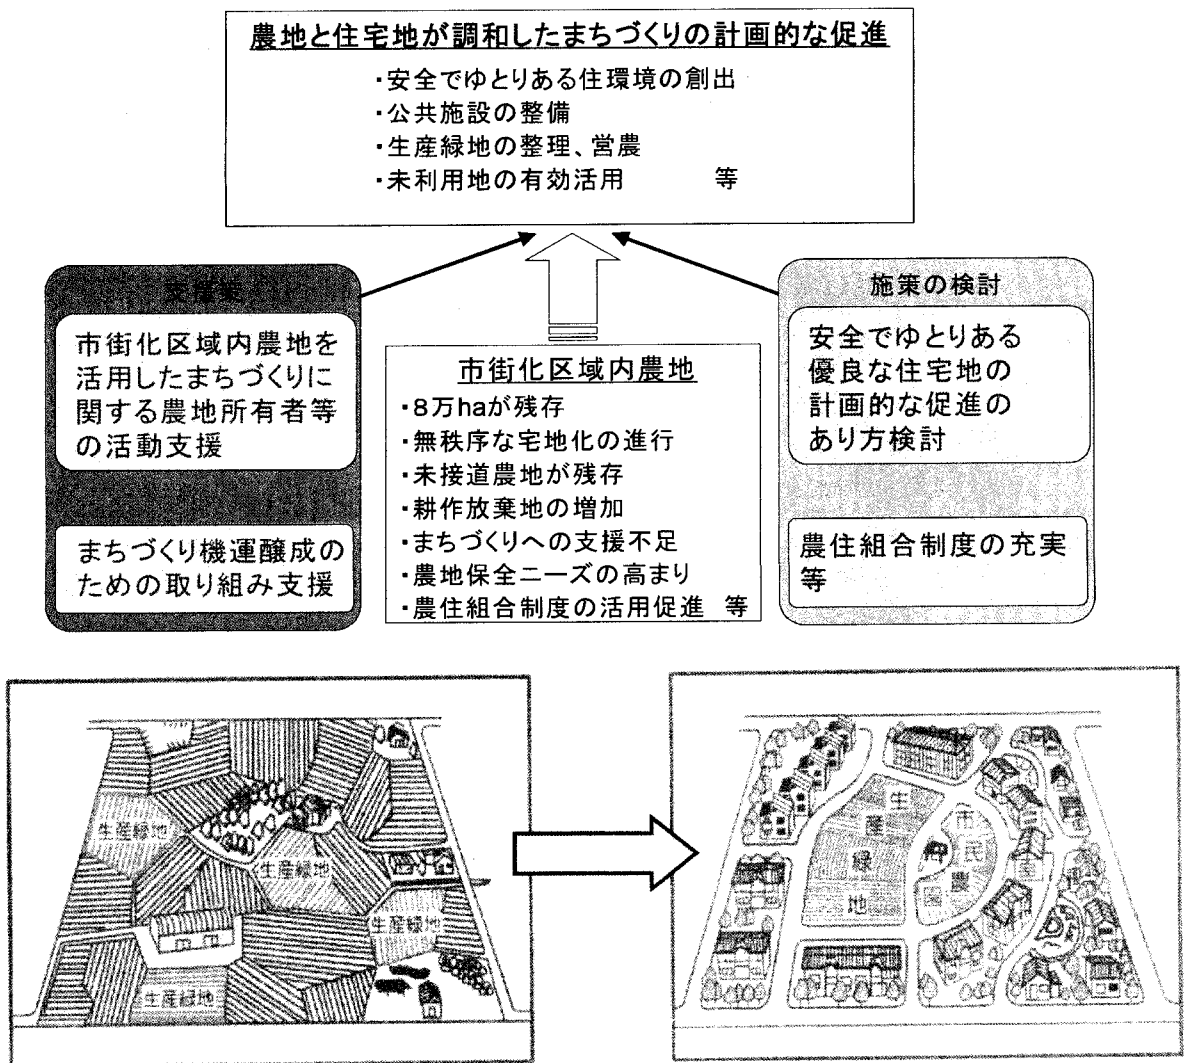 農地と住宅地が調和したまちづくりの計画的な促進
・安全でゆとりある住環境の創出
・公共施設の整備
・生産緑地の整理、営農
・未利用地の有効活用　　　等
市街化区域内農地を
活用したまちづくりに
関する農地所有者等
の活動支援
まちづくり機運醸成の
ための取り組み支援
市街化区域内農地
・8万haが残存
・無秩序な宅地化の進行
・未接道農地が残存
・耕作放棄地の増加
・まちづくりへの支援不足
・農地保全ニーズの高まり
・農住組合制度の活用促進　等
施策の検討
安全でゆとりある
優良な住宅地の
計画的な促進の
あり方検討
農住組合制度の充実
等
生産緑地
生産緑地
生産緑地
生産緑地
生産緑地
市民農園